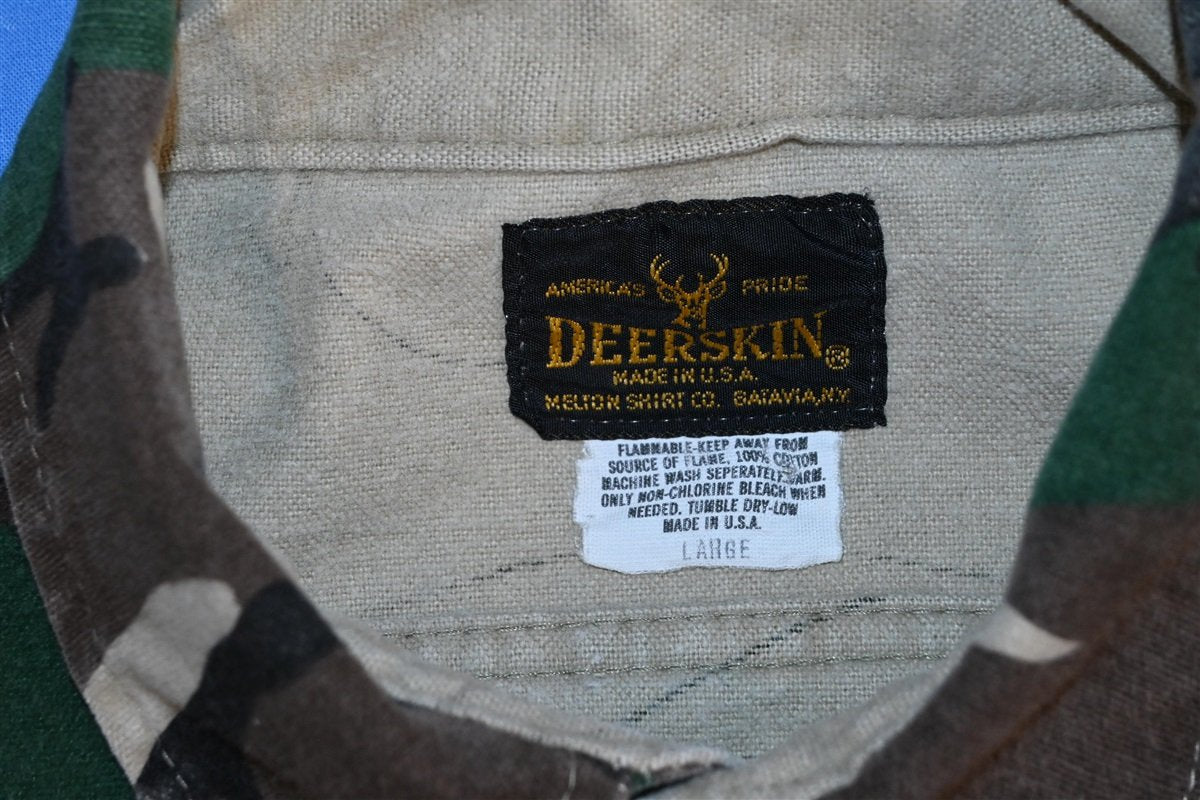 AMERICAS PRIDE
DEERSKIN®
MADE IN U.S.A.
MELTON SHIRT CO. BATAVIA, N.Y.
FLAMMABLE-KEEP AWAY FROM
SOURCE OF FLAME. 100% COTTON
MACHINE WASH SEPERATELY WARM.
ONLY NON-CHLORINE BLEACH WHEN
NEEDED. TUMBLE DRY-LOW
MADE IN U.S.A.
LARGE